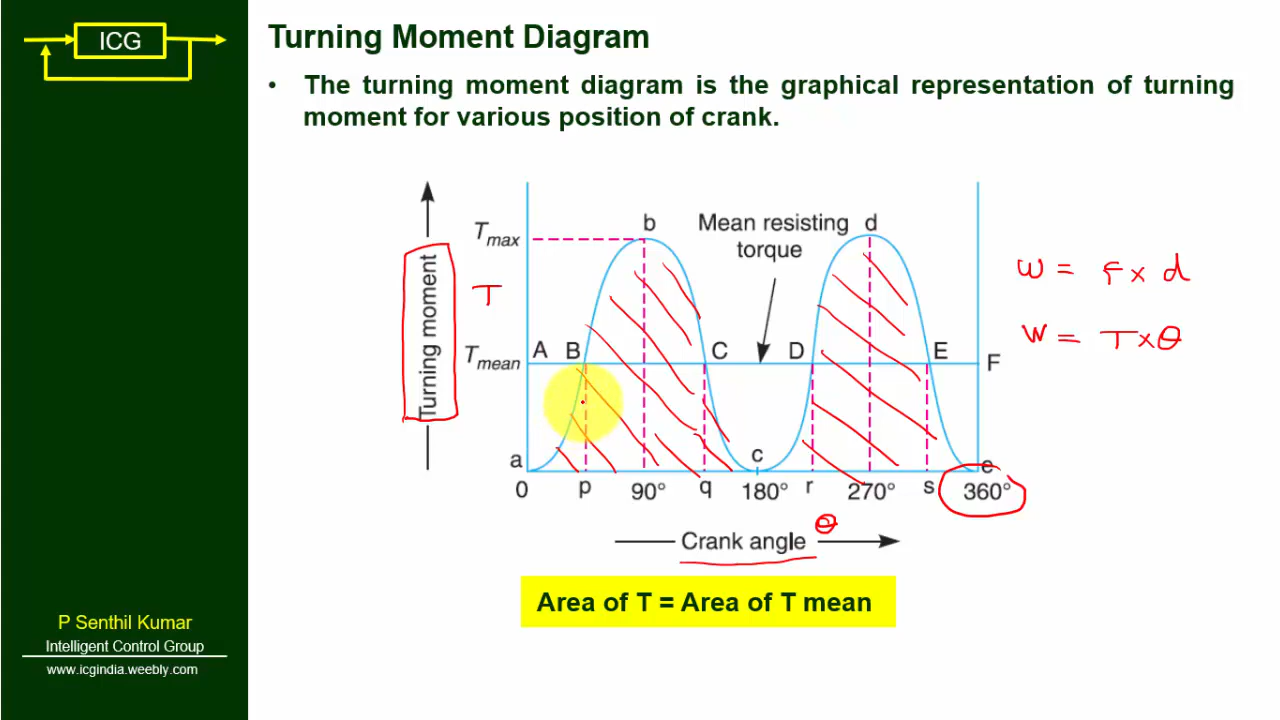 ICG
Turning Moment Diagram
• The turning moment diagram is the graphical representation of turning
moment for various position of crank.
b
Mean resisting
torque
d
Tmax
Turning moment
T
W = F x d
W = T x θ
A
B
C
D
E
F
Tmean
a
c
e
0
p
90°
q
180°
r
270°
s
360°
θ
Crank angle
Area of T = Area of T mean
P Senthil Kumar
Intelligent Control Group
www.icgindia.weebly.com